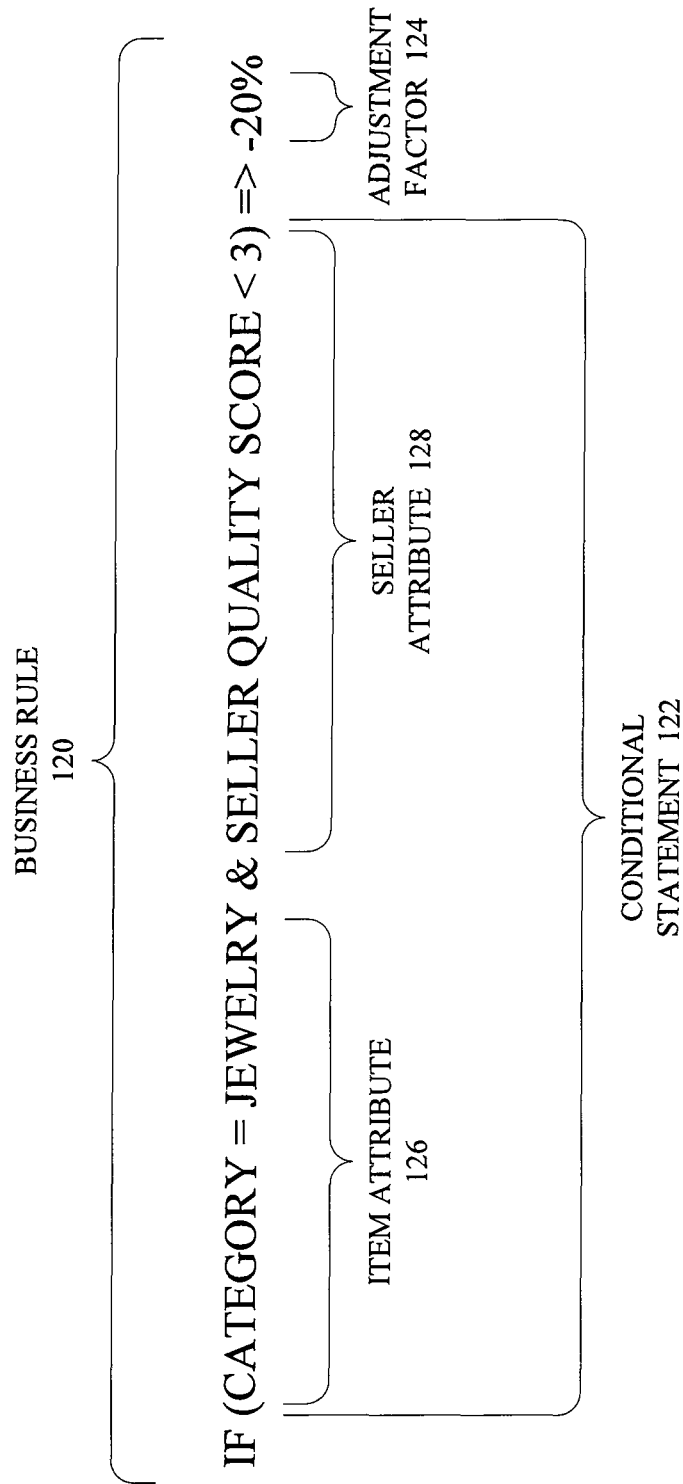 BUSINESS RULE
120
IF (CATEGORY = JEWELRY & SELLER QUALITY SCORE < 3) => -20%
ITEM ATTRIBUTE
126
SELLER
ATTRIBUTE 128
ADJUSTMENT
FACTOR 124
CONDITIONAL
STATEMENT 122